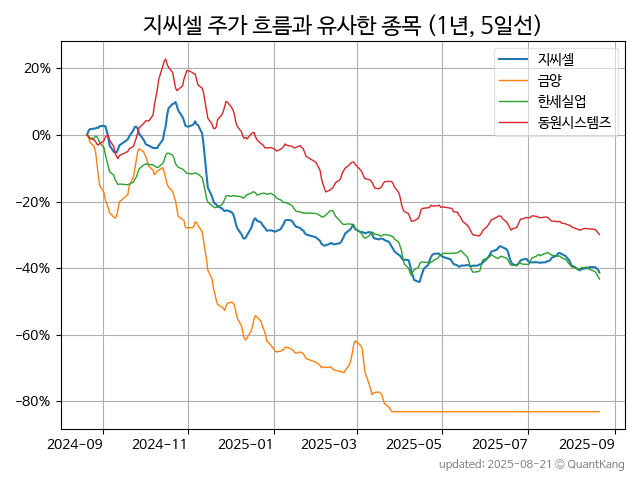 지씨셀 주가 흐름과 유사한 종목 (1년, 5일선)
지씨셀
금양
한세실업
동원시스템즈
20%
0%
−20%
−40%
−60%
−80%
2024-09 2024-11 2025-01 2025-03 2025-05 2025-07 2025-09
updated: 2025-08-21 © QuantKang